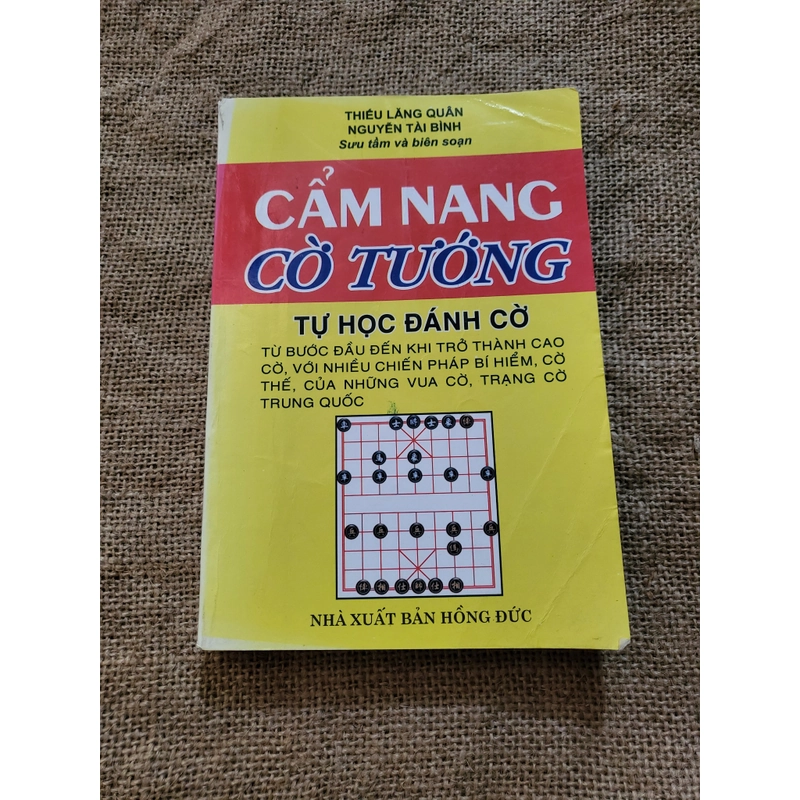 THIẾU LĂNG QUÂN
NGUYỄN TÀI BÌNH
Sưu tầm và biên soạn
CẨM NANG
CỜ TƯỚNG
TỰ HỌC ĐÁNH CỜ
TỪ BƯỚC ĐẦU ĐẾN KHI TRỞ THÀNH CAO
CỜ, VỚI NHIỀU CHIẾN PHÁP BÍ HIỂM, CỜ
THẾ, CỦA NHỮNG VUA CỜ, TRẠNG CỜ
TRUNG QUỐC
NHÀ XUẤT BẢN HỒNG ĐỨC